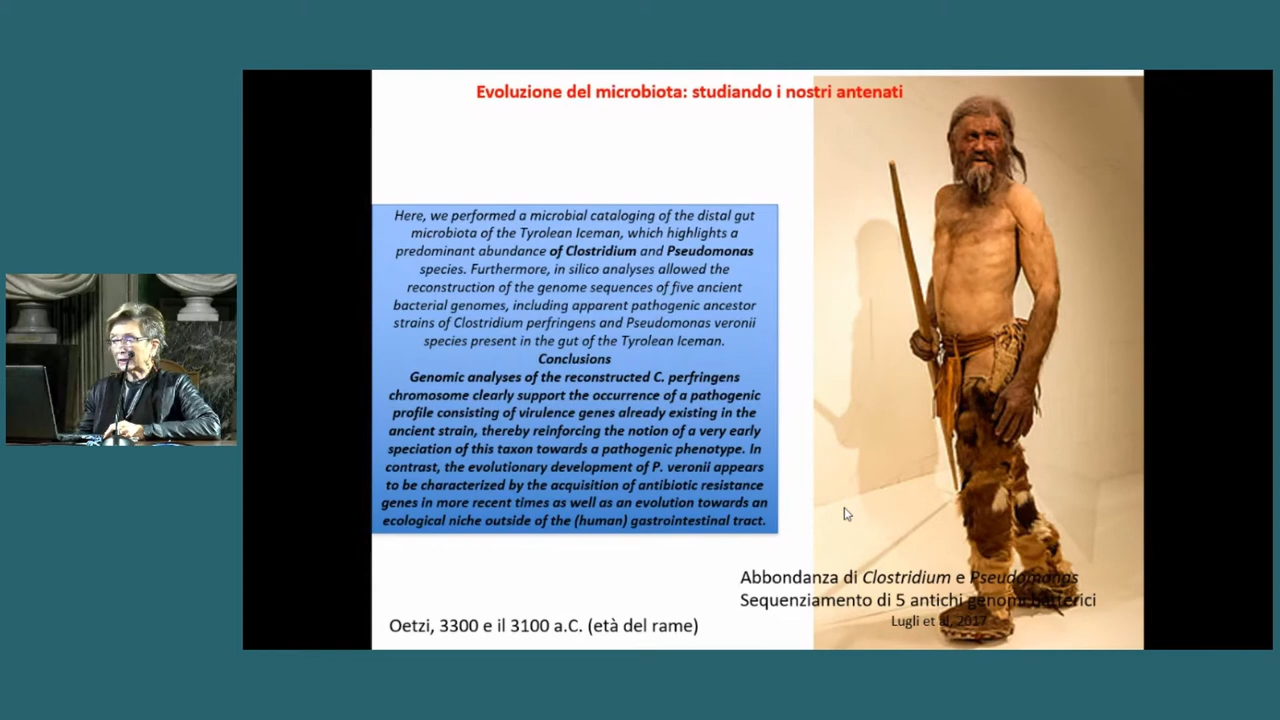 Evoluzione del microbiota: studiando i nostri antenati
Here, we performed a microbial cataloging of the distal gut
microbiota of the Tyrolean Iceman, which highlights a
predominant abundance of Clostridium and Pseudomonas
species. Furthermore, in silico analyses allowed the
reconstruction of the genome sequences of five ancient
bacterial genomes, including apparent pathogenic ancestor
strains of Clostridium perfringens and Pseudomonas veronii
species present in the gut of the Tyrolean Iceman.
Conclusions
Genomic analyses of the reconstructed C. perfringens
chromosome clearly support the occurrence of a pathogenic
profile consisting of virulence genes already existing in the
ancient strain, thereby reinforcing the notion of a very early
speciation of this taxon towards a pathogenic phenotype. In
contrast, the evolutionary development of P. veronii appears
to be characterized by the acquisition of antibiotic resistance
genes in more recent times as well as an evolution towards an
ecological niche outside of the (human) gastrointestinal tract.
Abbondanza di Clostridium e Pseudomonas
Sequenziamento di 5 antichi genomi batterici
Lugli et al, 2017
Oetzi, 3300 e il 3100 a.C. (età del rame)